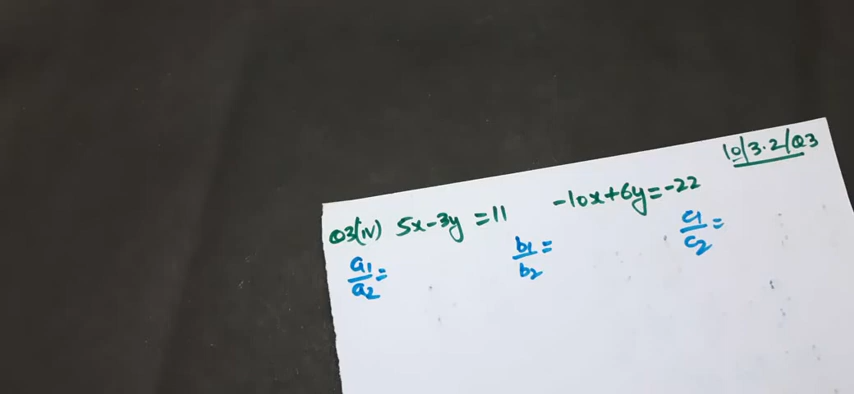 10/3.2/Q3
Q3(iv) 5x-3y=11 -10x+6y=-22
a1/a2= b1/b2= c1/c2=